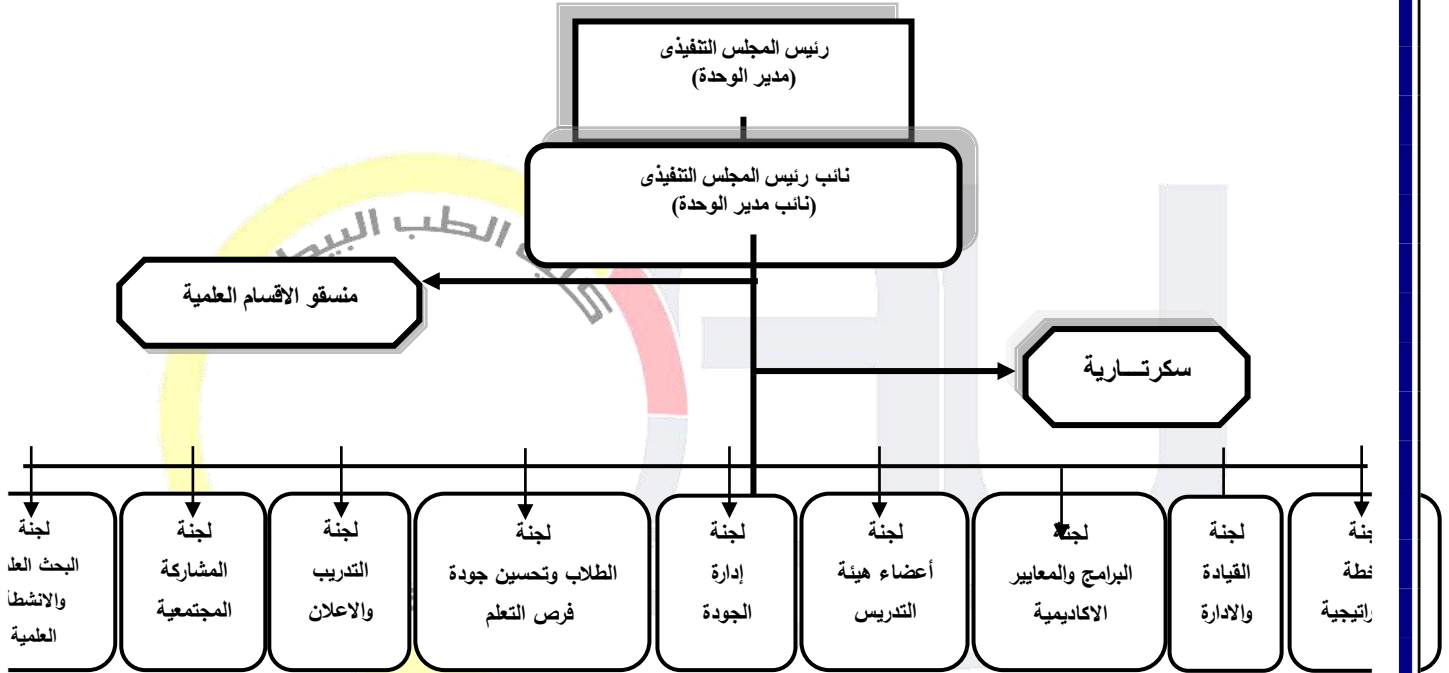 رئيس المجلس التنفيذى
(مدير الوحدة)
نائب رئيس المجلس التنفيذى
(نائب مدير الوحدة)
الطب
منسقو الاقسام العلمية
سكرتـــارية
لجنة
القيادة
والادارة
لجنة
البرامج والمعايير
الاكاديمية
لجنة
أعضاء هيئة
التدريس
لجنة
إدارة
الجودة
لجنة
الطلاب وتحسين جودة
فرص التعلم
لجنة
التدريب
والاعلان
لجنة
المشاركة
المجتمعية
لجنة
البحث
العلمية